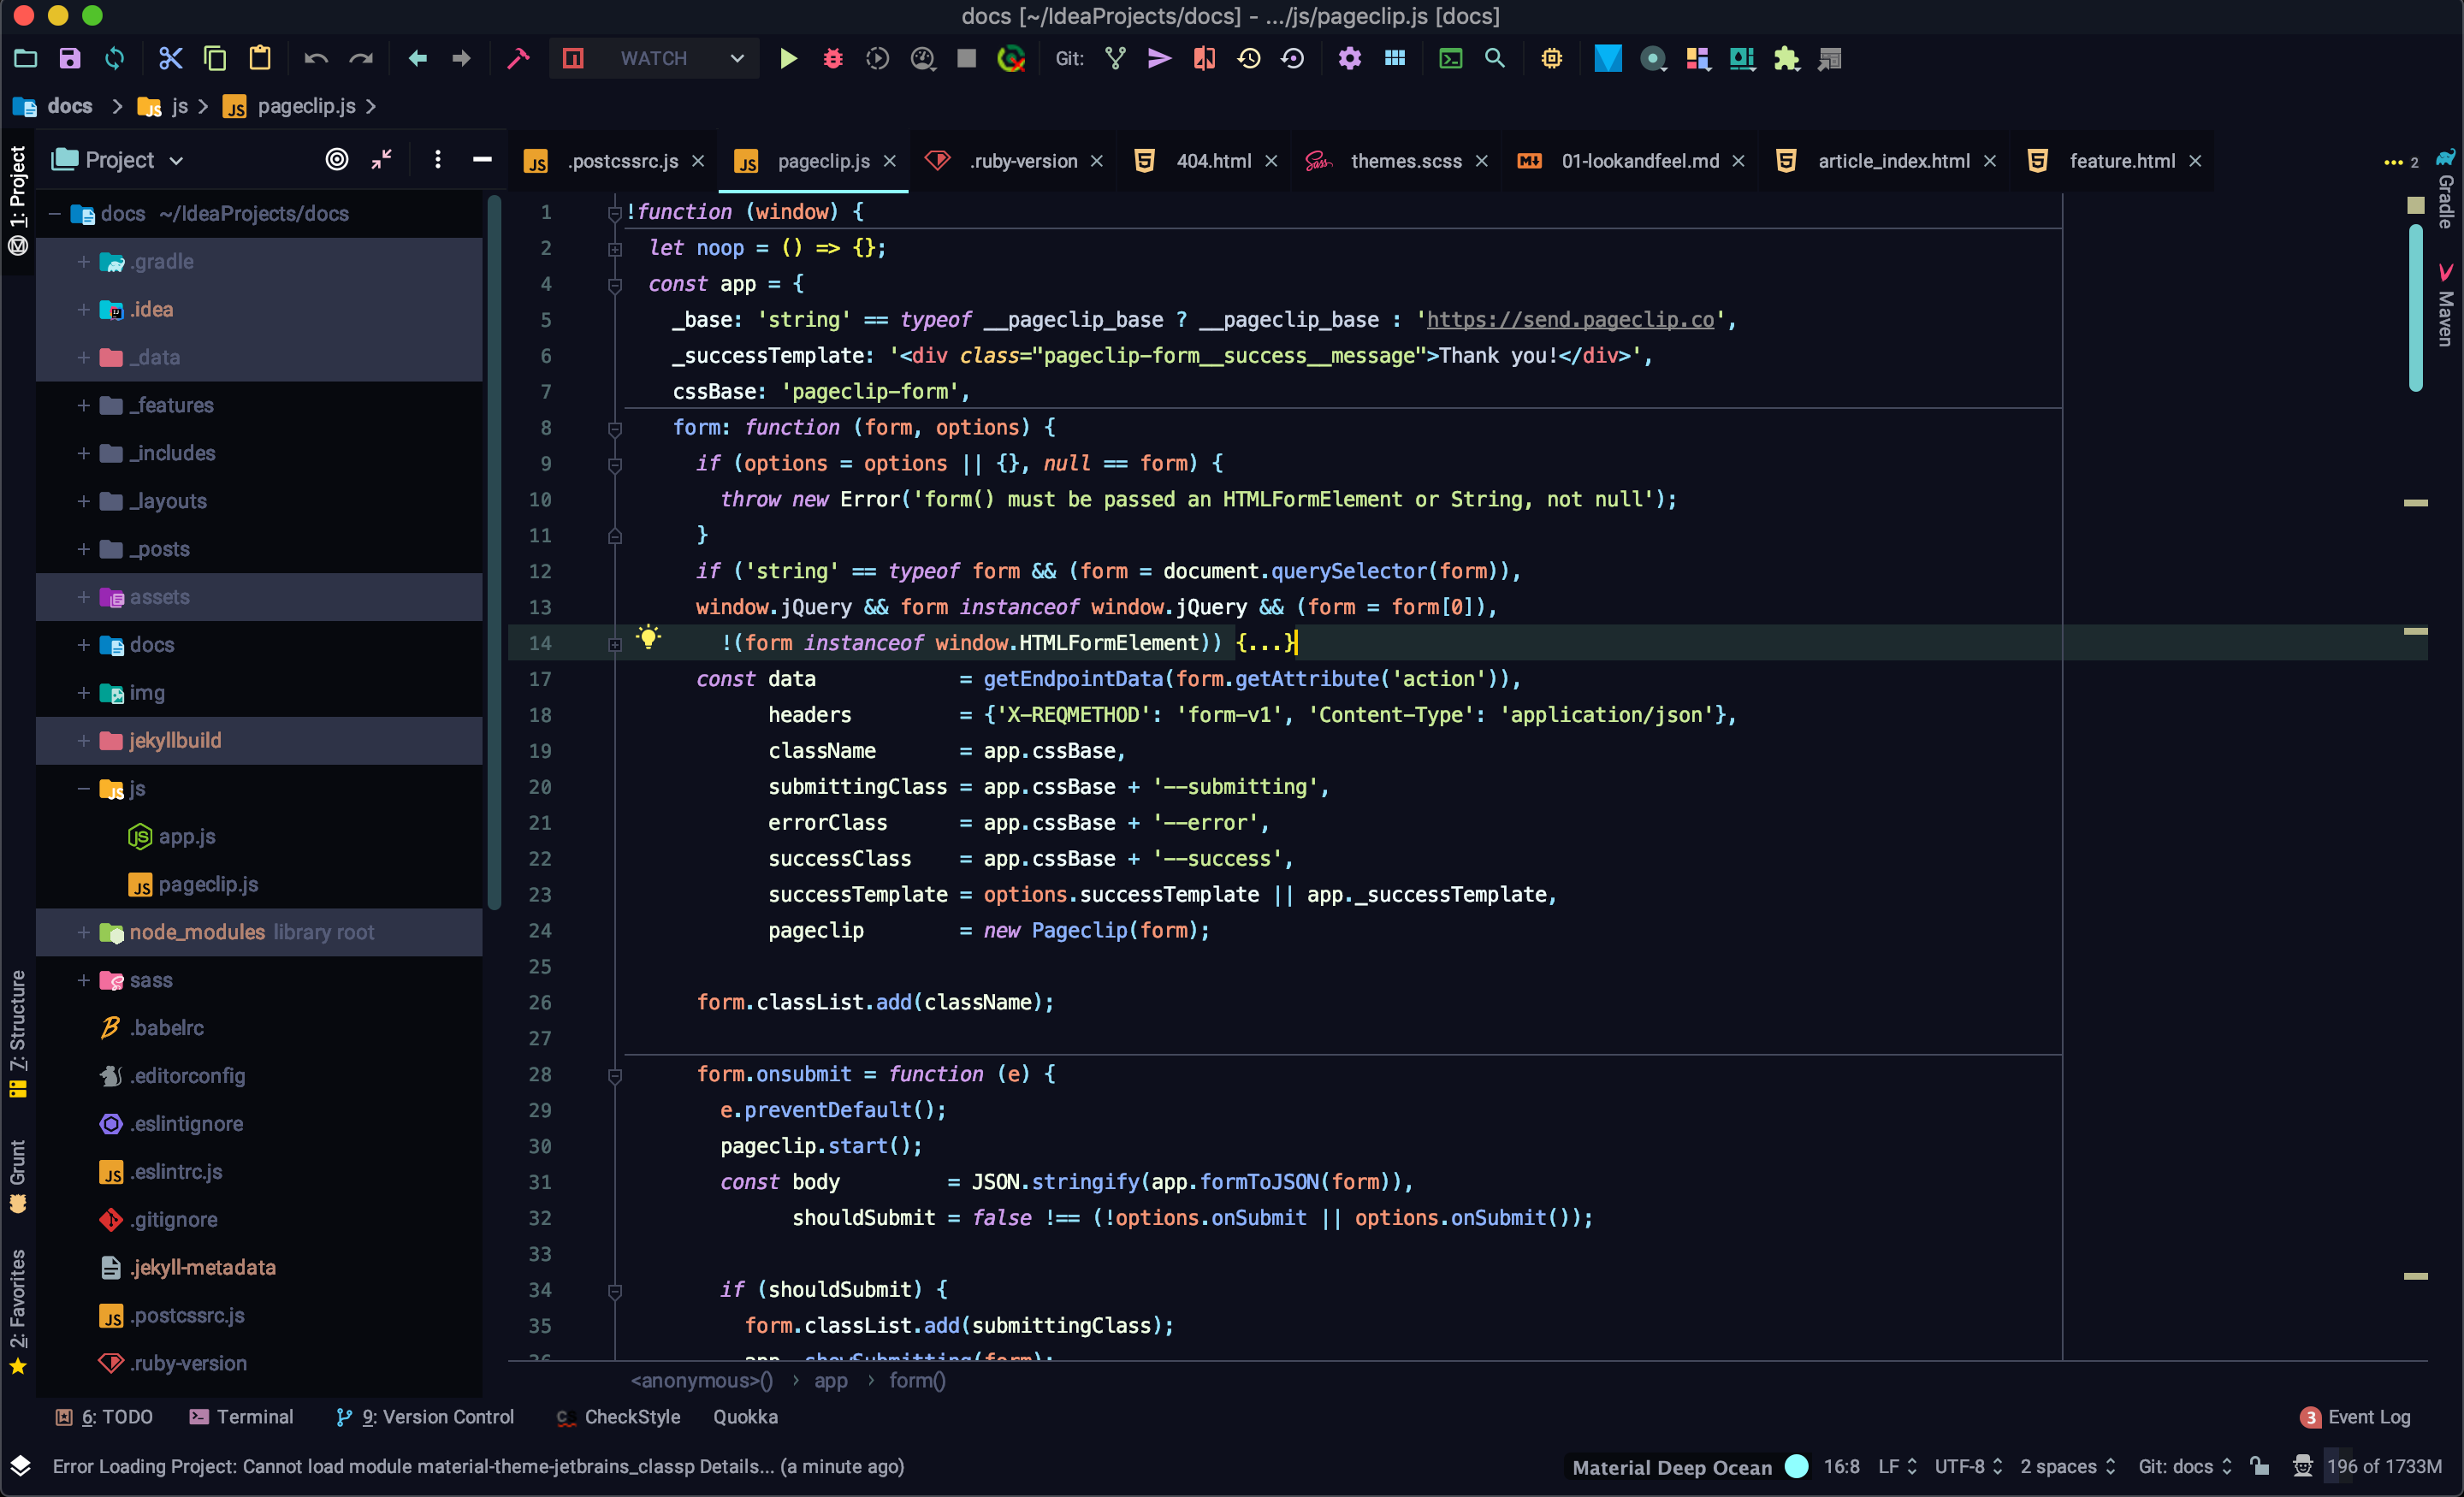 docs [~/IdeaProjects/docs] - .../js/pageclip.js [docs]
WATCH
Git:
docs
js
pageclip.js
1: Project
Project
.postcssrc.js
pageclip.js
.ruby-version
404.html
themes.scss
01-lookandfeel.md
article_index.html
feature.html
2
Gradle
Maven
docs ~/IdeaProjects/docs
.gradle
.idea
_data
_features
_includes
_layouts
_posts
assets
docs
img
jekyllbuild
js
app.js
pageclip.js
node_modules library root
sass
.babelrc
.editorconfig
.eslintignore
.eslintrc.js
.gitignore
.jekyll-metadata
.postcssrc.js
.ruby-version
7: Structure
Grunt
2: Favorites
1 !function (window) {
2 let noop = () => {};
4 const app = {
5 _base: 'string' == typeof __pageclip_base ? __pageclip_base : 'https://send.pageclip.co',
6 _successTemplate: '<div class="pageclip-form__success__message">Thank you!</div>',
7 cssBase: 'pageclip-form',
8 form: function (form, options) {
9 if (options = options || {}, null == form) {
10 throw new Error('form() must be passed an HTMLFormElement or String, not null');
11 }
12 if ('string' == typeof form && (form = document.querySelector(form)),
13 window.jQuery && form instanceof window.jQuery && (form = form[0]),
14 !(form instanceof window.HTMLFormElement)) {...}
17 const data = getEndpointData(form.getAttribute('action')),
18 headers = {'X-REQMETHOD': 'form-v1', 'Content-Type': 'application/json'},
19 className = app.cssBase,
20 submittingClass = app.cssBase + '--submitting',
21 errorClass = app.cssBase + '--error',
22 successClass = app.cssBase + '--success',
23 successTemplate = options.successTemplate || app._successTemplate,
24 pageclip = new Pageclip(form);
25
26 form.classList.add(className);
27
28 form.onsubmit = function (e) {
29 e.preventDefault();
30 pageclip.start();
31 const body = JSON.stringify(app.formToJSON(form)),
32 shouldSubmit = false !== (!options.onSubmit || options.onSubmit());
33
34 if (shouldSubmit) {
35 form.classList.add(submittingClass);
36 app._showSubmitting(form);
<anonymous>() › app › form()
6: TODO
Terminal
9: Version Control
CheckStyle
Quokka
3 Event Log
Error Loading Project: Cannot load module material-theme-jetbrains_classp Details... (a minute ago)
Material Deep Ocean
16:8
LF
UTF-8
2 spaces
Git: docs
196 of 1733M